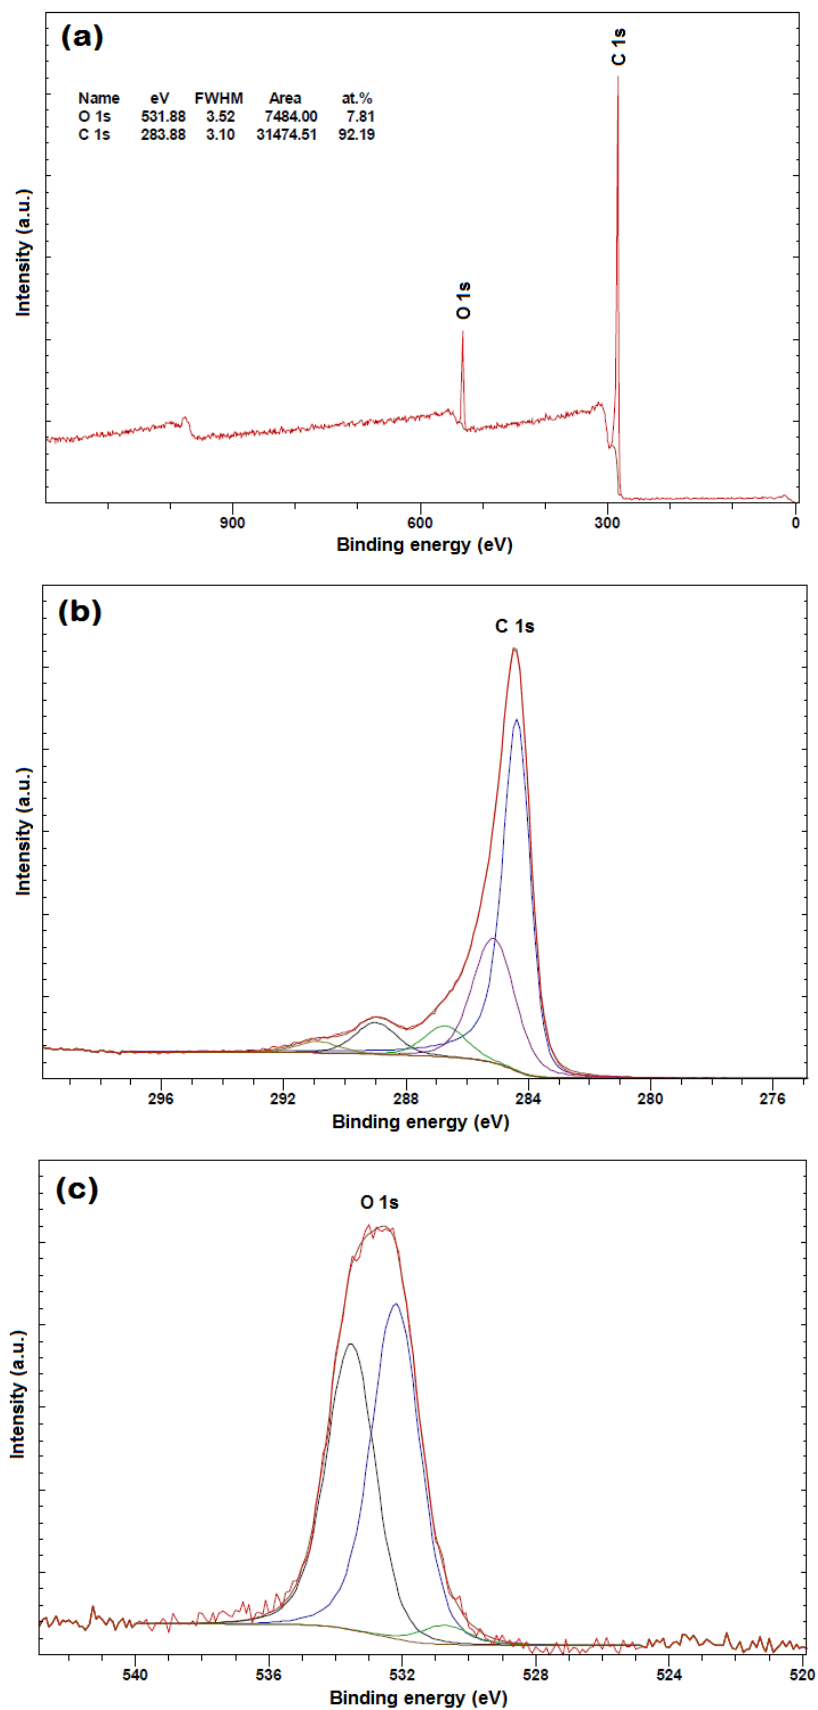 (a)
C 1s
Name eV FWHM Area at.%
O 1s 531.88 3.52 7484.00 7.81
C 1s 283.88 3.10 31474.51 92.19
O 1s
Intensity (a.u.)
900 600 300 0
Binding energy (eV)
(b)
C 1s
Intensity (a.u.)
296 292 288 284 280 276
Binding energy (eV)
(c)
O 1s
Intensity (a.u.)
540 536 532 528 524 520
Binding energy (eV)